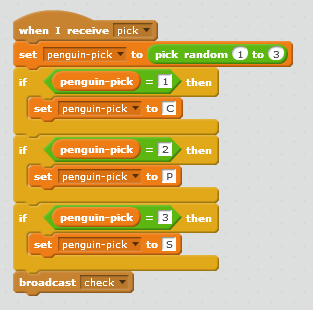 when I receive pick
set penguin-pick to pick random 1 to 3
if penguin-pick = 1 then
set penguin-pick to C
if penguin-pick = 2 then
set penguin-pick to P
if penguin-pick = 3 then
set penguin-pick to S
broadcast check